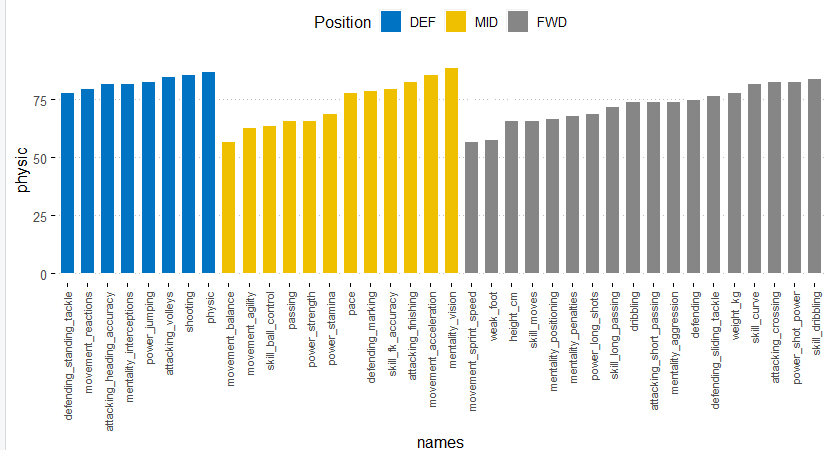 Position DEF MID FWD
75
50
25
0
physic
defending_standing_tackle
movement_reactions
attacking_heading_accuracy
mentality_interceptions
power_jumping
attacking_volleys
shooting
physic
movement_balance
movement_agility
skill_ball_control
passing
power_strength
power_stamina
pace
defending_marking
skill_fk_accuracy
attacking_finishing
movement_acceleration
mentality_vision
movement_sprint_speed
weak_foot
height_cm
skill_moves
mentality_positioning
mentality_penalties
power_long_shots
skill_long_passing
dribbling
attacking_short_passing
mentality_aggression
defending
defending_sliding_tackle
weight_kg
skill_curve
attacking_crossing
power_shot_power
skill_dribbling
names